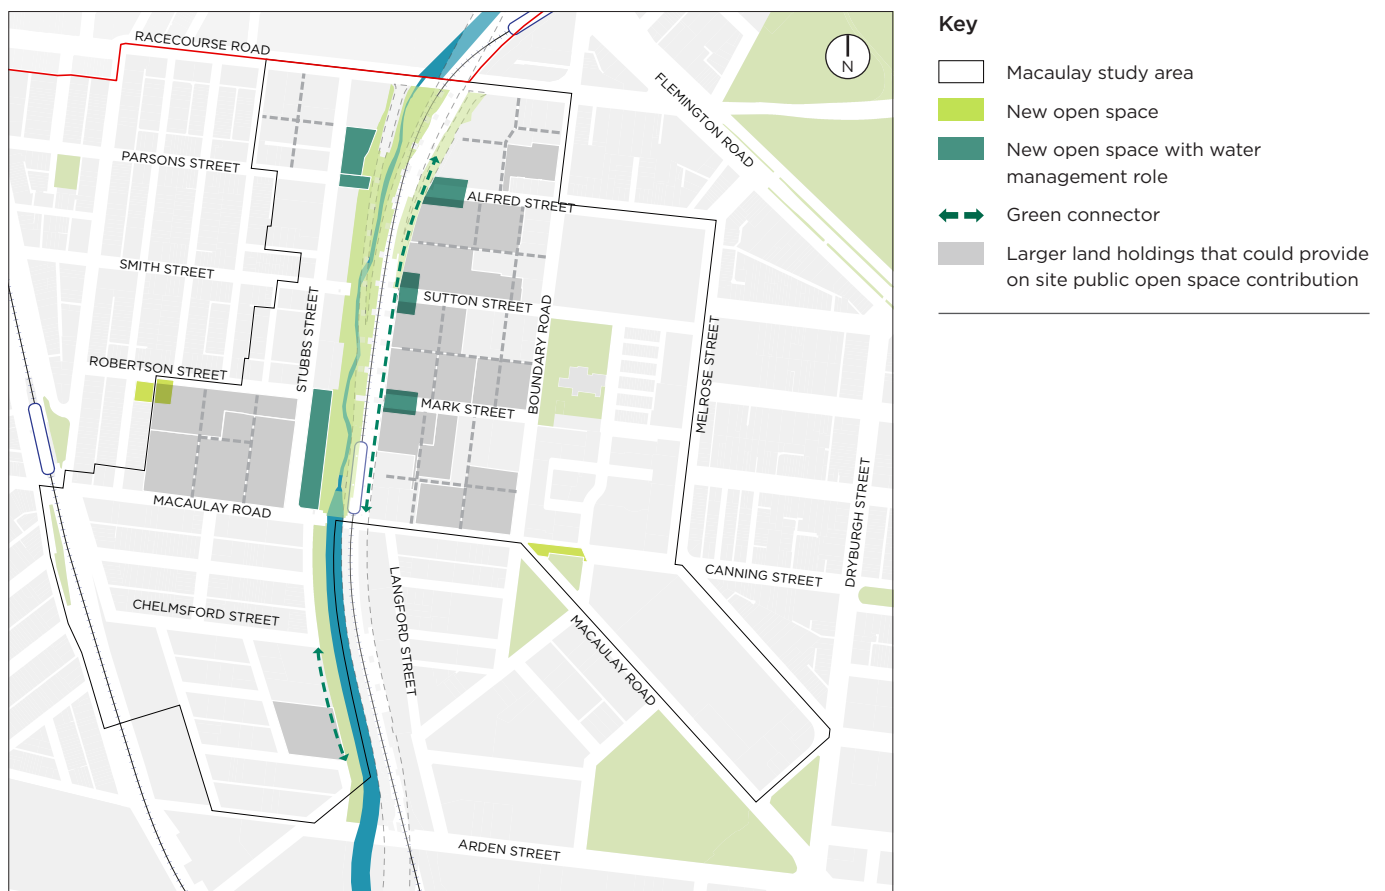 RACECOURSE ROAD
N
FLEMINGTON ROAD
PARSONS STREET
ALFRED STREET
SMITH STREET
SUTTON STREET
STUBBS STREET
BOUNDARY ROAD
MELROSE STREET
ROBERTSON STREET
MARK STREET
MACAULAY ROAD
DRYBURGH STREET
CANNING STREET
LANGFORD STREET
CHELMSFORD STREET
MACAULAY ROAD
ARDEN STREET
Key
Macaulay study area
New open space
New open space with water
management role
Green connector
Larger land holdings that could provide
on site public open space contribution